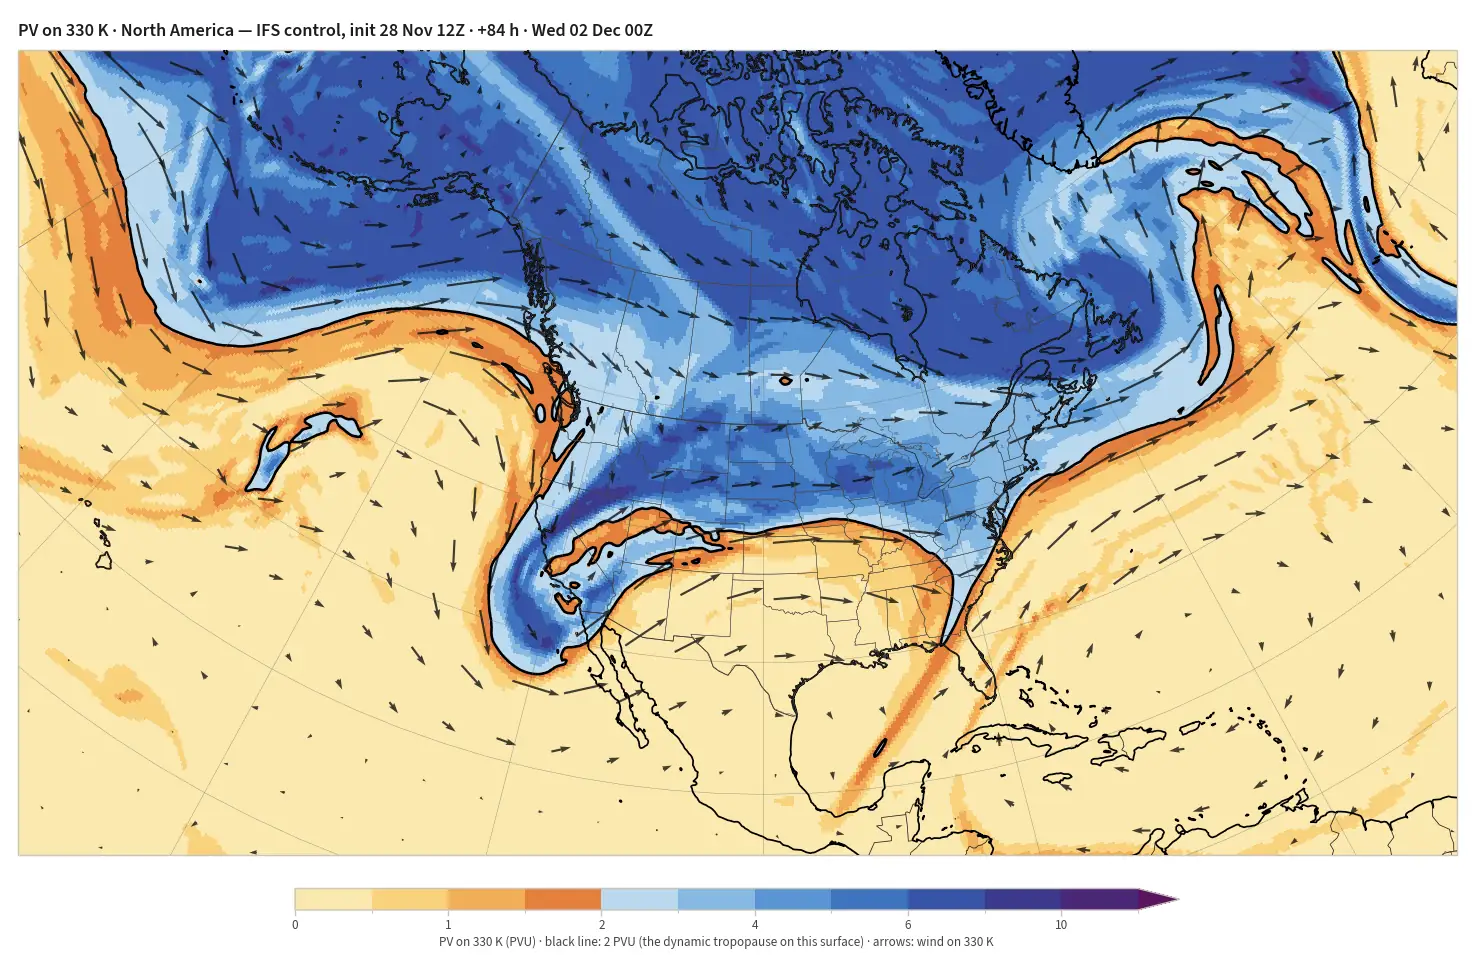 PV on 330 K · North America — IFS control, init 28 Nov 12Z · +84 h · Wed 02 Dec 00Z
0 1 2 4 6 10
PV on 330 K (PVU) · black line: 2 PVU (the dynamic tropopause on this surface) · arrows: wind on 330 K